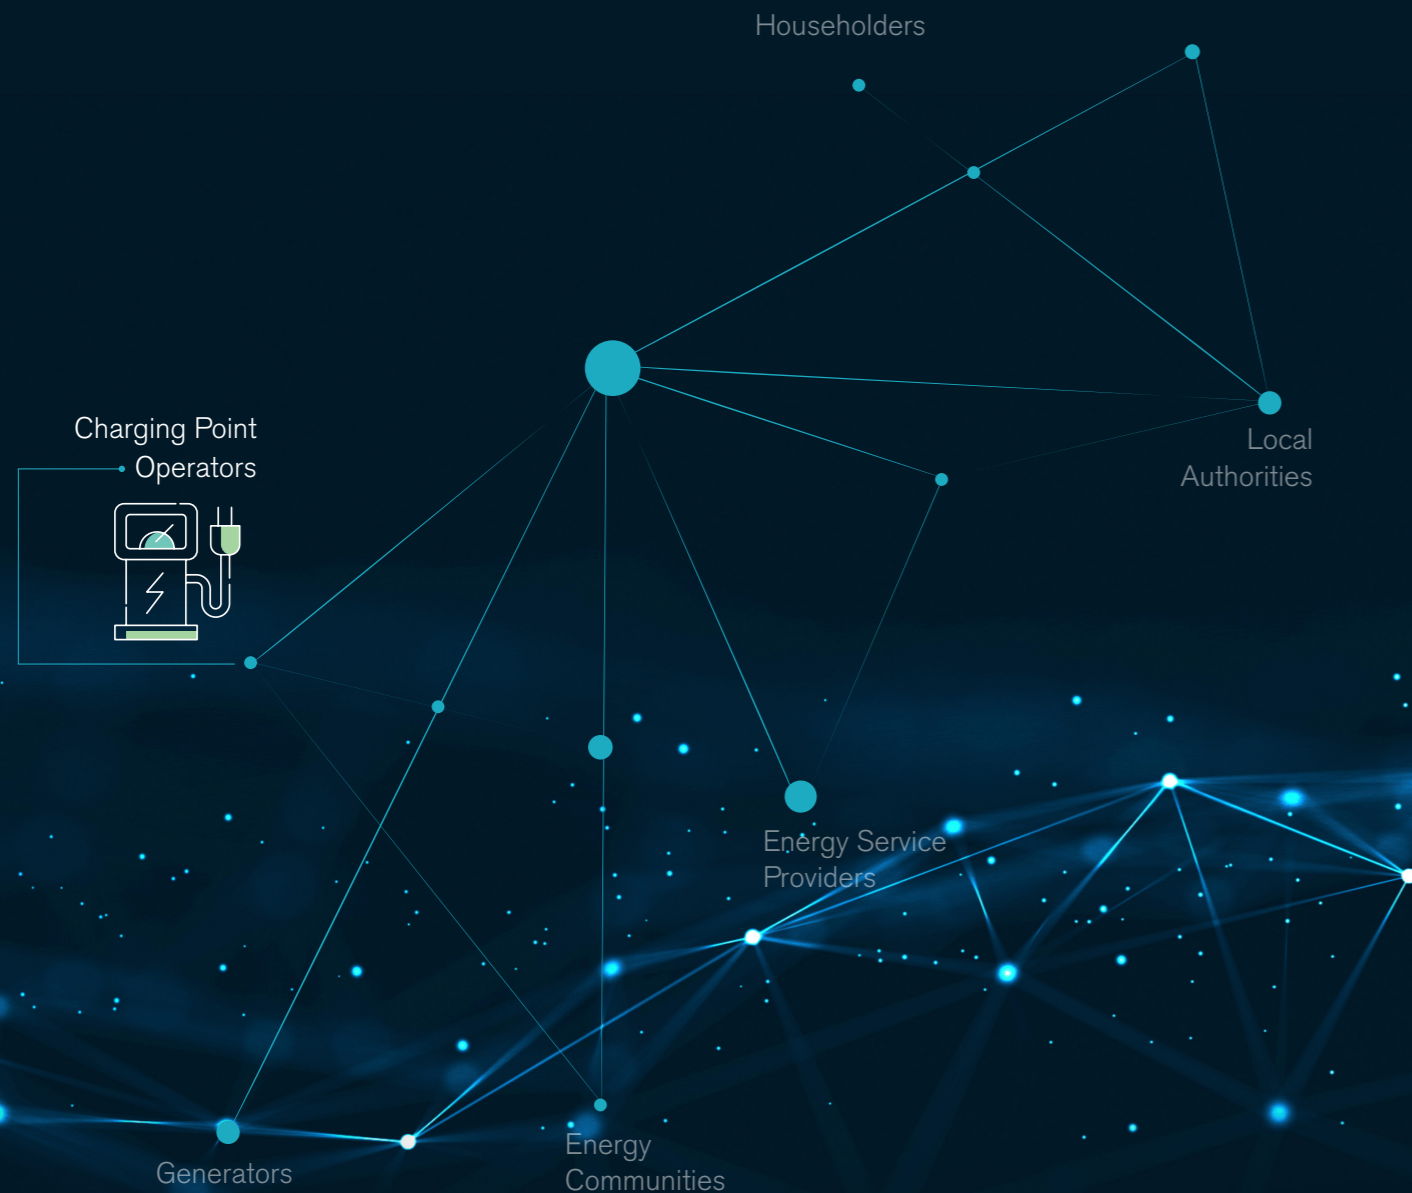 Householders
Charging Point
Operators
Local
Authorities
Energy Service
Providers
Energy
Communities
Generators